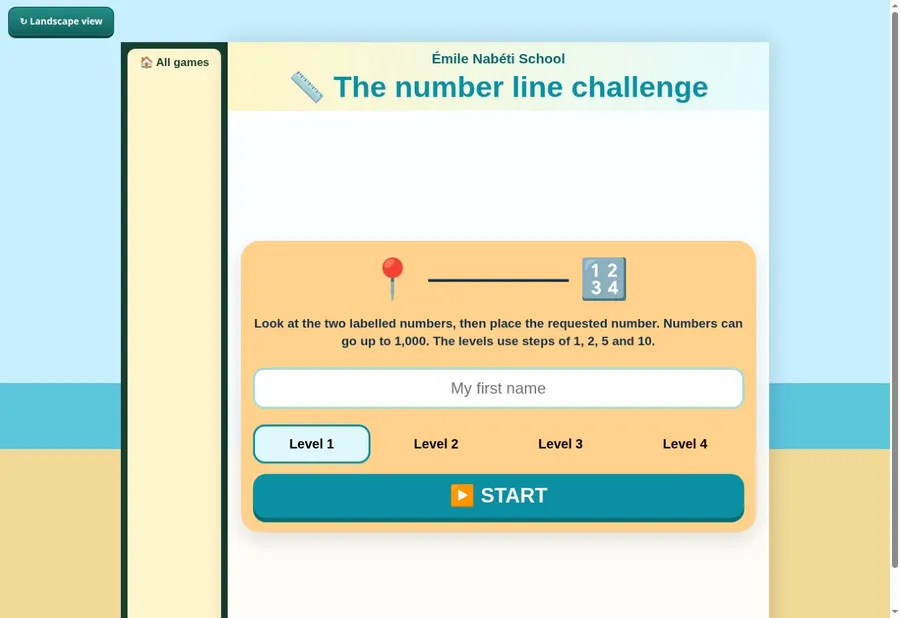 ↻ Landscape view
🏠 All games
Émile Nabéti School
📏 The number line challenge
📍 🔢
Look at the two labelled numbers, then place the requested number. Numbers can
go up to 1,000. The levels use steps of 1, 2, 5 and 10.
My first name
Level 1 Level 2 Level 3 Level 4
▶️ START